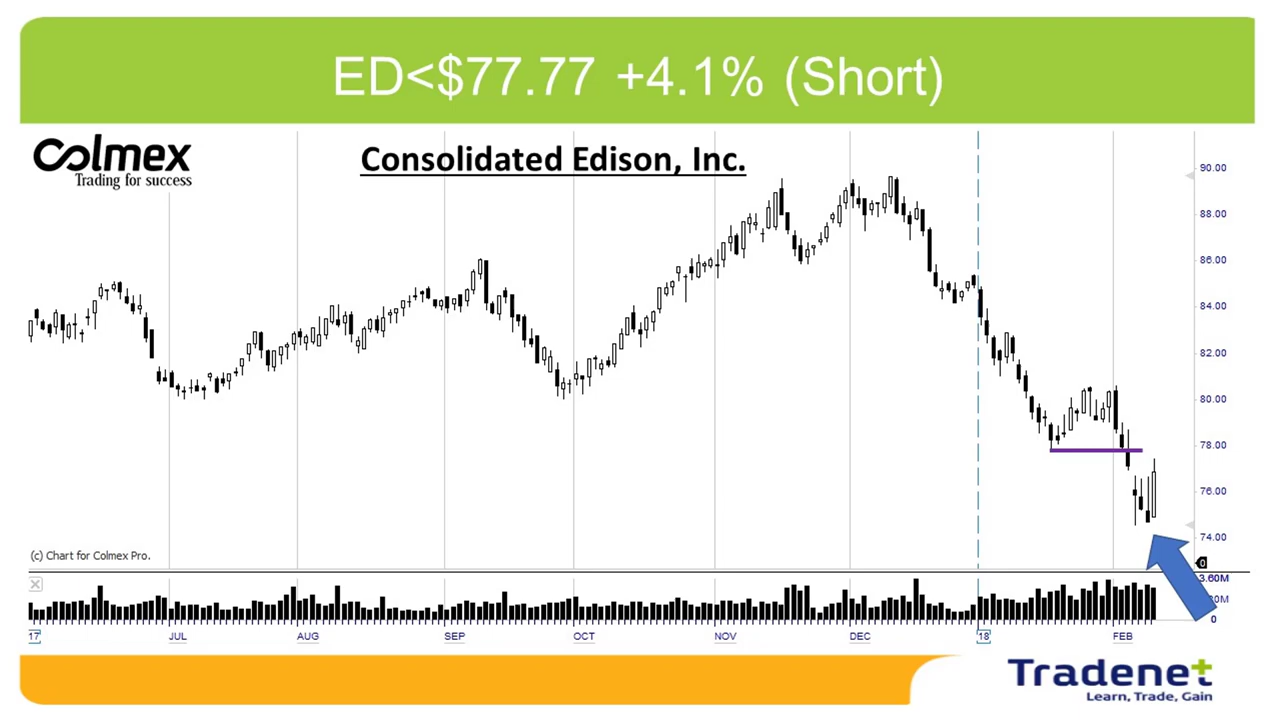 ED<$77.77 +4.1% (Short)
Colmex
Trading for success
Consolidated Edison, Inc.
90.00
88.00
86.00
84.00
82.00
80.00
78.00
76.00
74.00
(c) Chart for Colmex Pro.
0
3.60M
0
17 JUL AUG SEP OCT NOV DEC 18 FEB
Tradenet
Learn, Trade, Gain